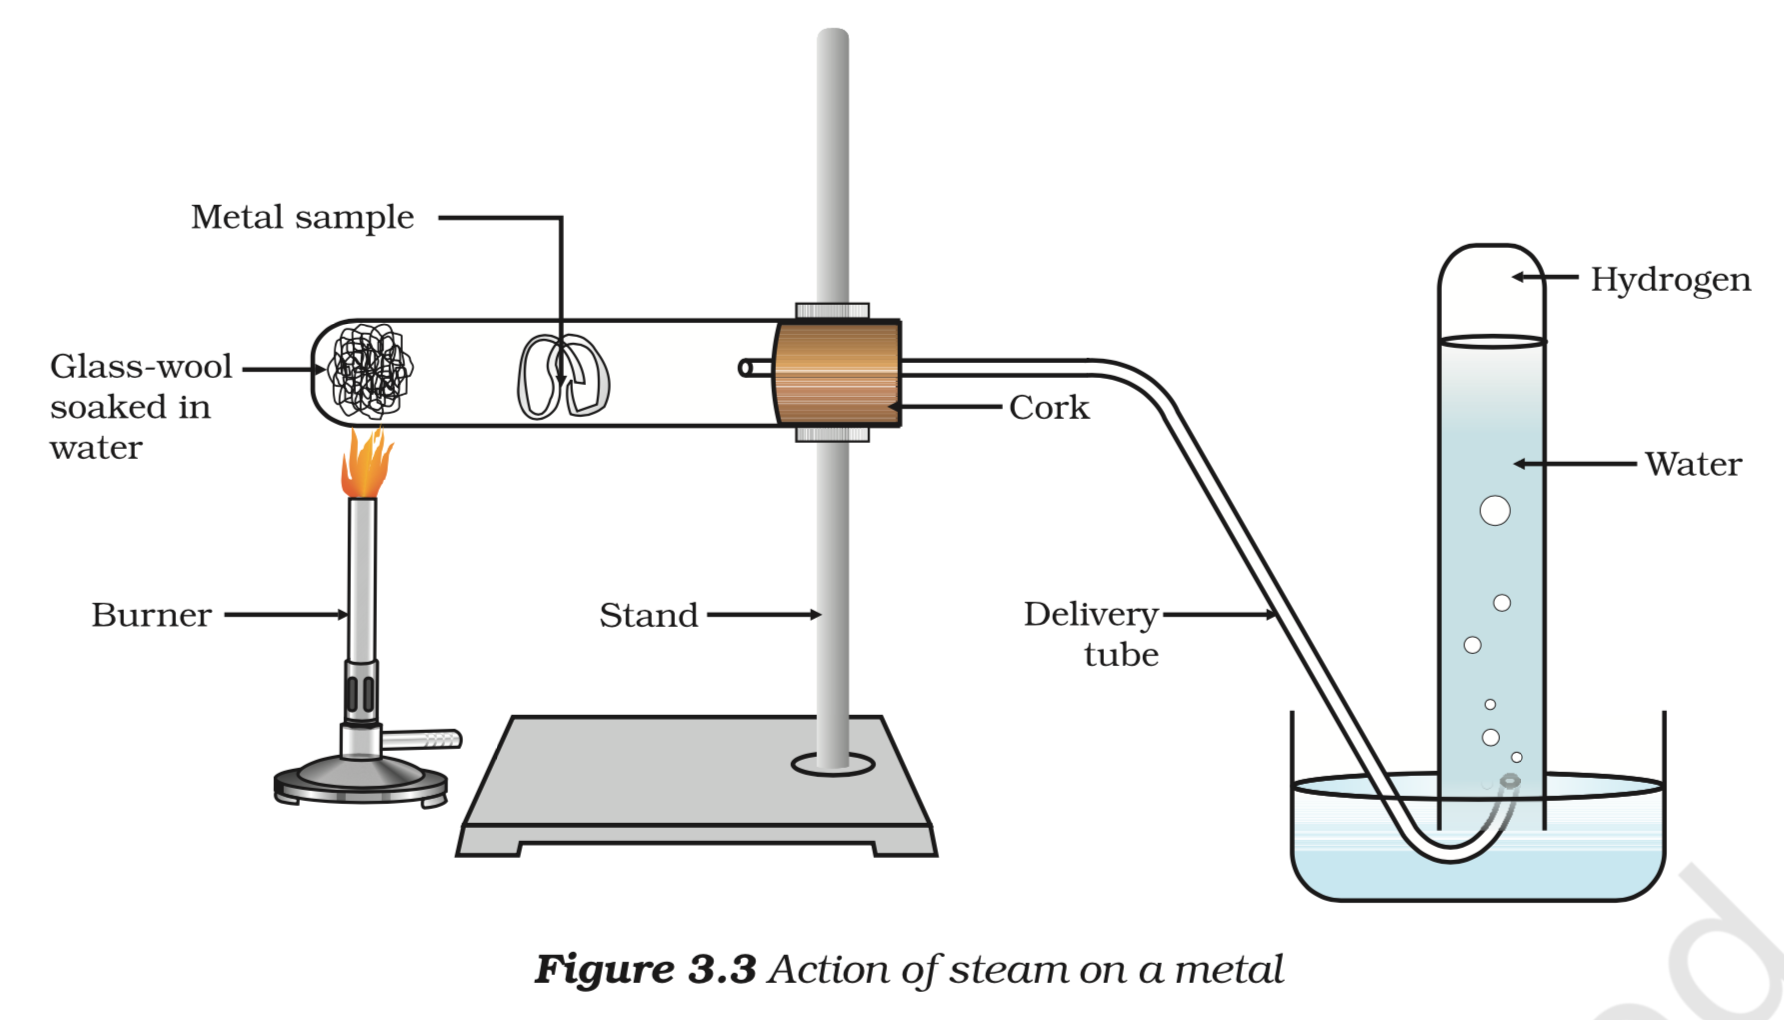 Metal sample
Hydrogen
Glass-wool
soaked in
water
Cork
Water
Burner
Stand
Delivery
tube
Figure 3.3 Action of steam on a metal